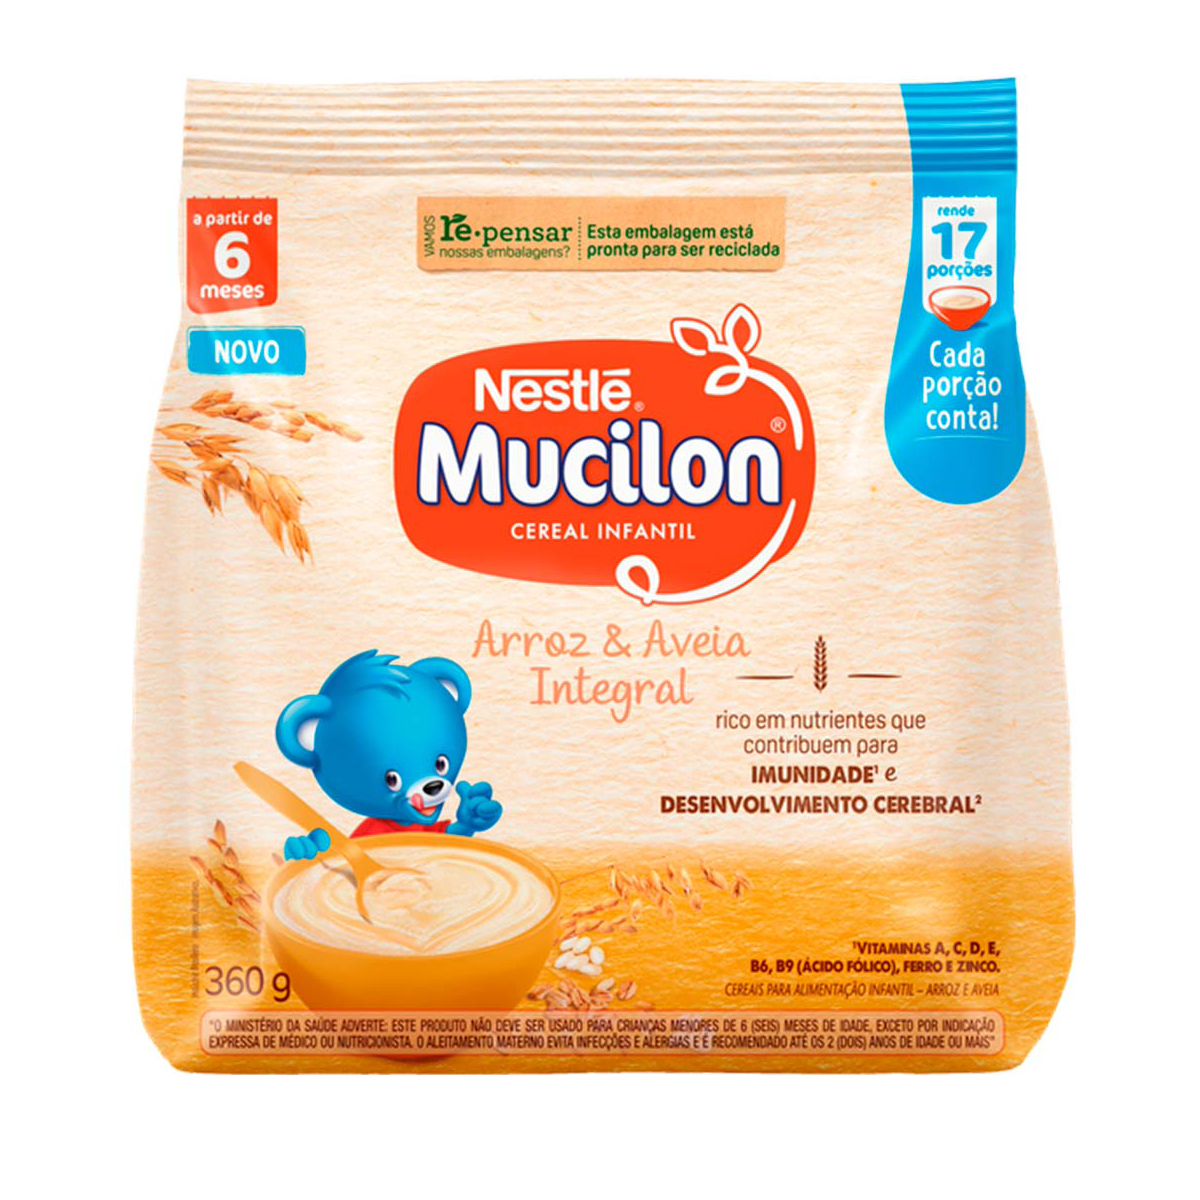 a partir de
6
meses
NOVO
VAMOS
re·pensar
nossas embalagens?
Esta embalagem está
pronta para ser reciclada
rende
17
porções
Cada
porção
conta!
Nestlé®
Mucilon®
CEREAL INFANTIL
Arroz & Aveia
Integral
rico em nutrientes que
contribuem para
IMUNIDADE¹ e
DESENVOLVIMENTO CEREBRAL²
¹VITAMINAS A, C, D, E,
B6, B9 (ÁCIDO FÓLICO), FERRO E ZINCO.
CEREAIS PARA ALIMENTAÇÃO INFANTIL – ARROZ E AVEIA
360 g
"O MINISTÉRIO DA SAÚDE ADVERTE: ESTE PRODUTO NÃO DEVE SER USADO PARA CRIANÇAS MENORES DE 6 (SEIS) MESES DE IDADE, EXCETO POR INDICAÇÃO
EXPRESSA DE MÉDICO OU NUTRICIONISTA. O ALEITAMENTO MATERNO EVITA INFECÇÕES E ALERGIAS E É RECOMENDADO ATÉ OS 2 (DOIS) ANOS DE IDADE OU MAIS"